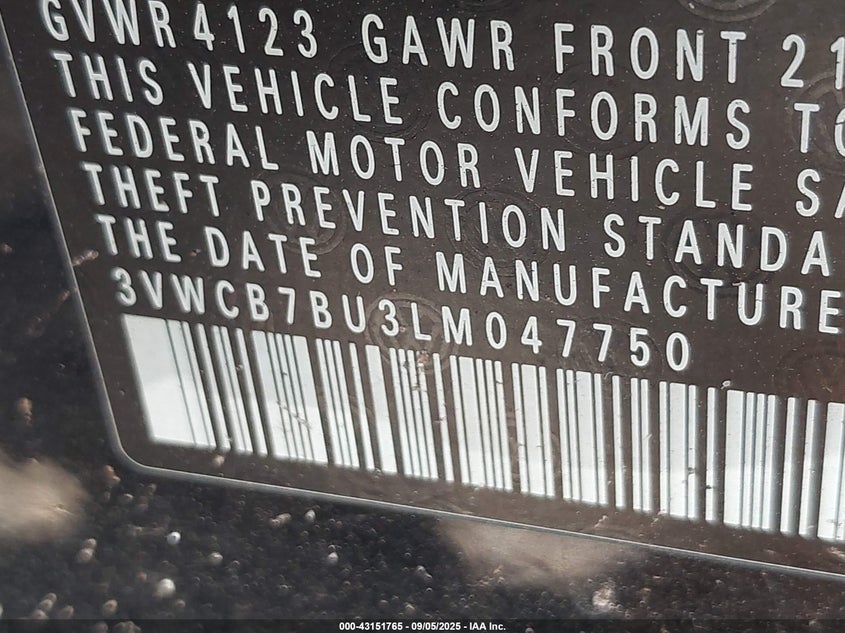 GVWR 4123 GAWR FRONT 21
THIS VEHICLE CONFORMS TO
FEDERAL MOTOR VEHICLE SA
THEFT PREVENTION STANDA
THE DATE OF MANUFACTURE
3VWCB7BU3LM047750
000-43151765 - 09/05/2025 - IAA Inc.